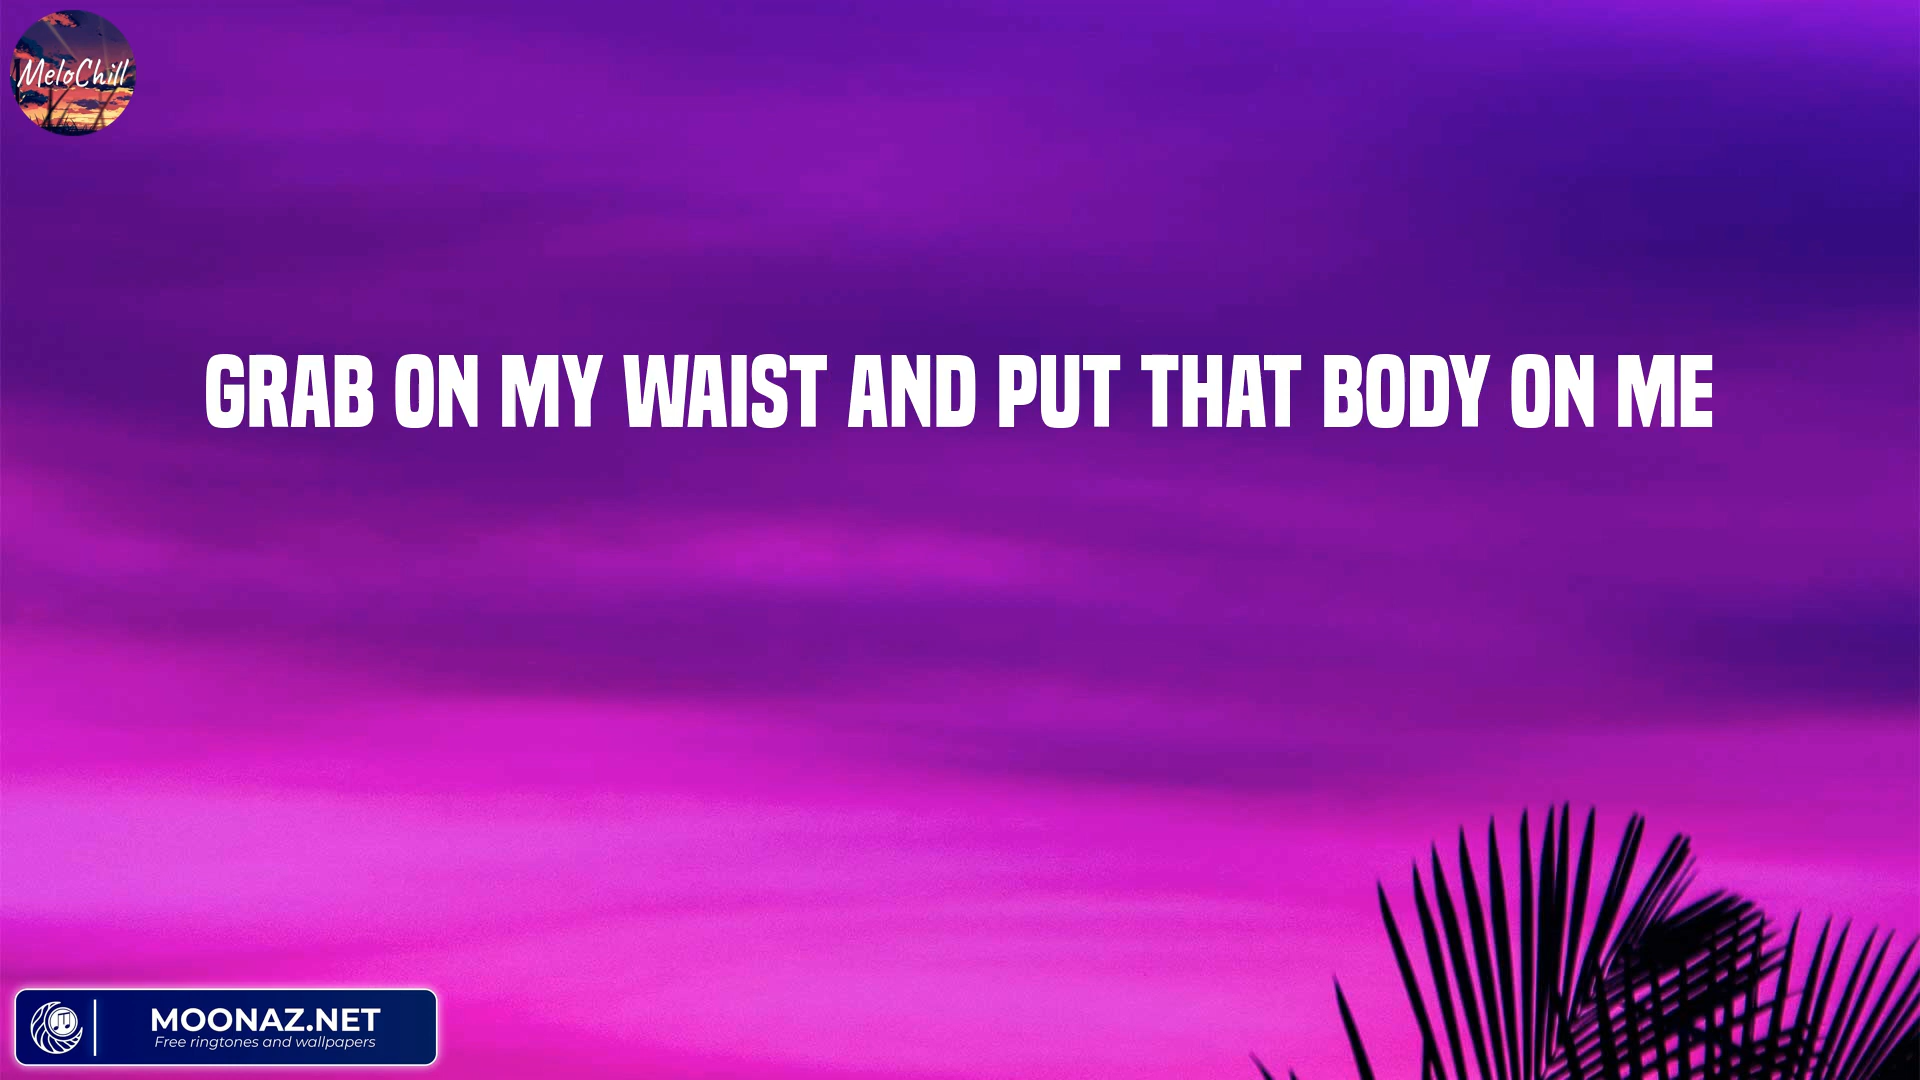 MeloChill
GRAB ON MY WAIST AND PUT THAT BODY ON ME
MOONAZ.NET
Free ringtones and wallpapers